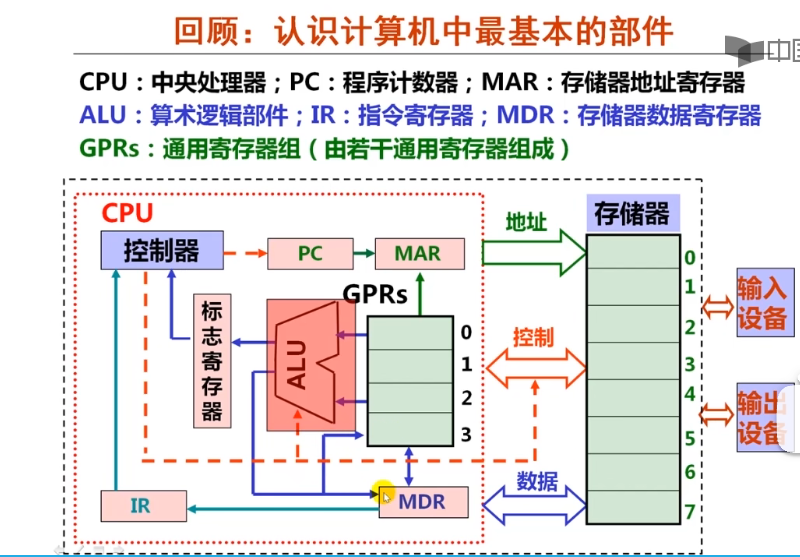 回顾：认识计算机中最基本的部件
中国
CPU：中央处理器；PC：程序计数器；MAR：存储器地址寄存器
ALU：算术逻辑部件；IR：指令寄存器；MDR：存储器数据寄存器
GPRs：通用寄存器组（由若干通用寄存器组成）
CPU
控制器
PC
MAR
地址
存储器
标志寄存器
ALU
GPRs
0
1
2
3
控制
0
1
2
3
4
5
6
7
输入
设备
输出
设备
IR
MDR
数据